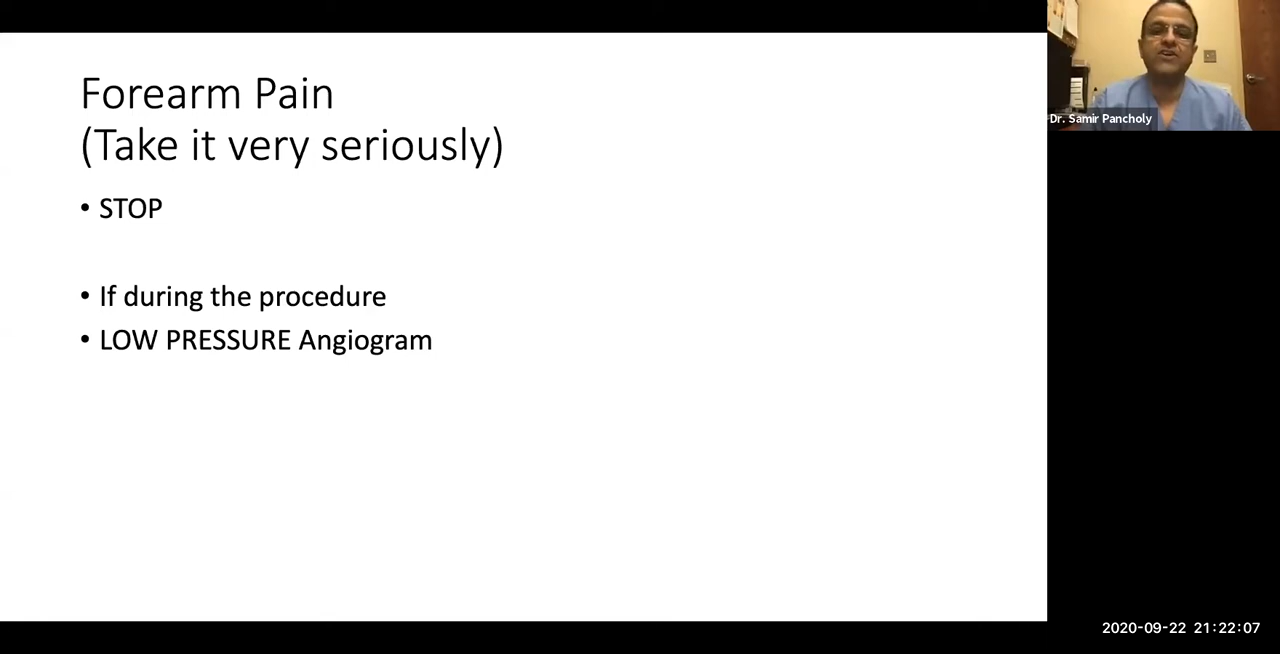 Forearm Pain
(Take it very seriously)
• STOP
• If during the procedure
• LOW PRESSURE Angiogram
Dr. Samir Pancholy
2020-09-22 21:22:07